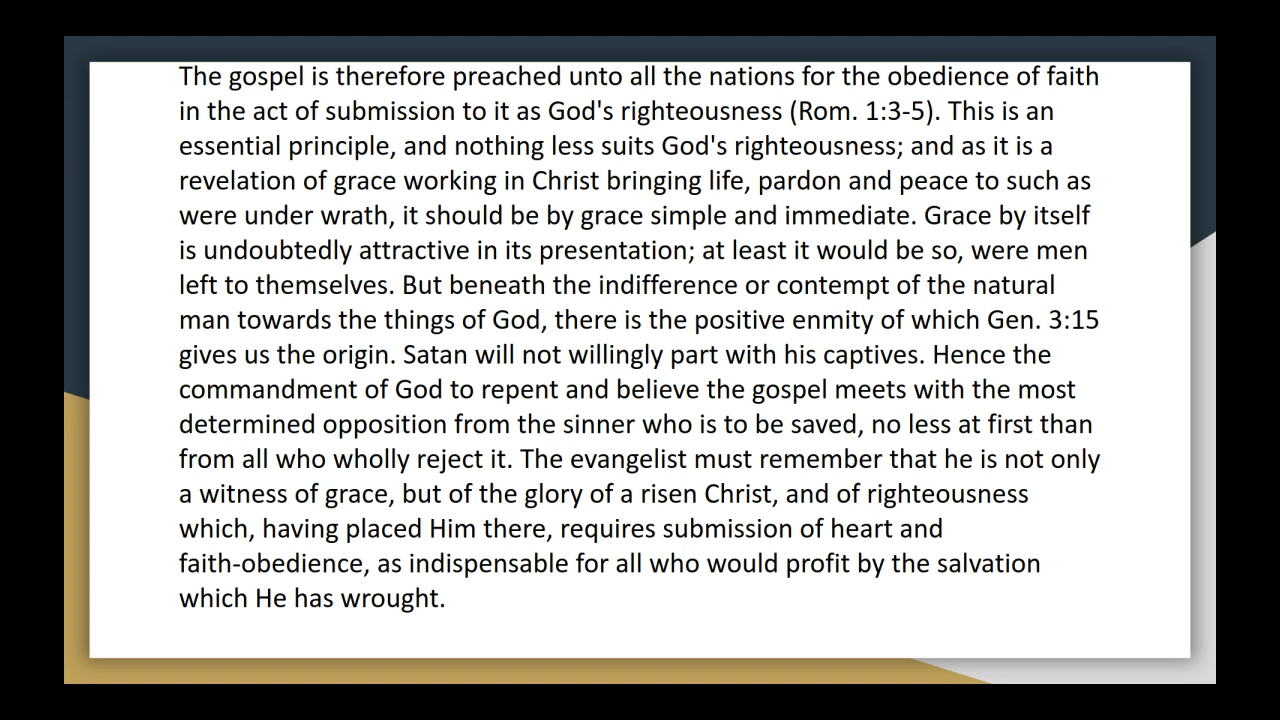 The gospel is therefore preached unto all the nations for the obedience of faith
in the act of submission to it as God's righteousness (Rom. 1:3-5). This is an
essential principle, and nothing less suits God's righteousness; and as it is a
revelation of grace working in Christ bringing life, pardon and peace to such as
were under wrath, it should be by grace simple and immediate. Grace by itself
is undoubtedly attractive in its presentation; at least it would be so, were men
left to themselves. But beneath the indifference or contempt of the natural
man towards the things of God, there is the positive enmity of which Gen. 3:15
gives us the origin. Satan will not willingly part with his captives. Hence the
commandment of God to repent and believe the gospel meets with the most
determined opposition from the sinner who is to be saved, no less at first than
from all who wholly reject it. The evangelist must remember that he is not only
a witness of grace, but of the glory of a risen Christ, and of righteousness
which, having placed Him there, requires submission of heart and
faith-obedience, as indispensable for all who would profit by the salvation
which He has wrought.